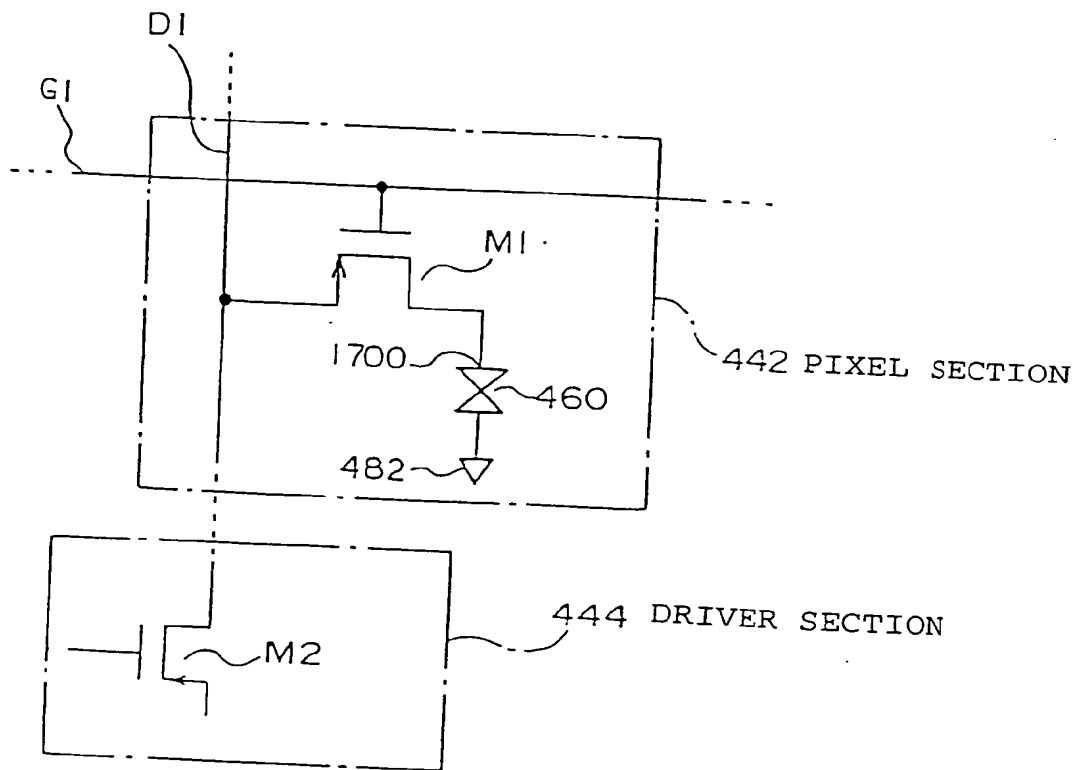 D1
G1
M1
1700
442 PIXEL SECTION
460
482
444 DRIVER SECTION
M2